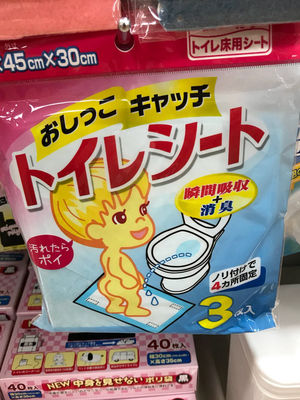 ×45cm×30cm
トイレ床用シート
おしっこ キャッチ
トイレシート
瞬間吸収
+
消臭
汚れたら
ポイ
ノリ付けで
4カ所固定
3枚入
40枚入
40枚入
NEW 中身を見せない ポリ袋 黒